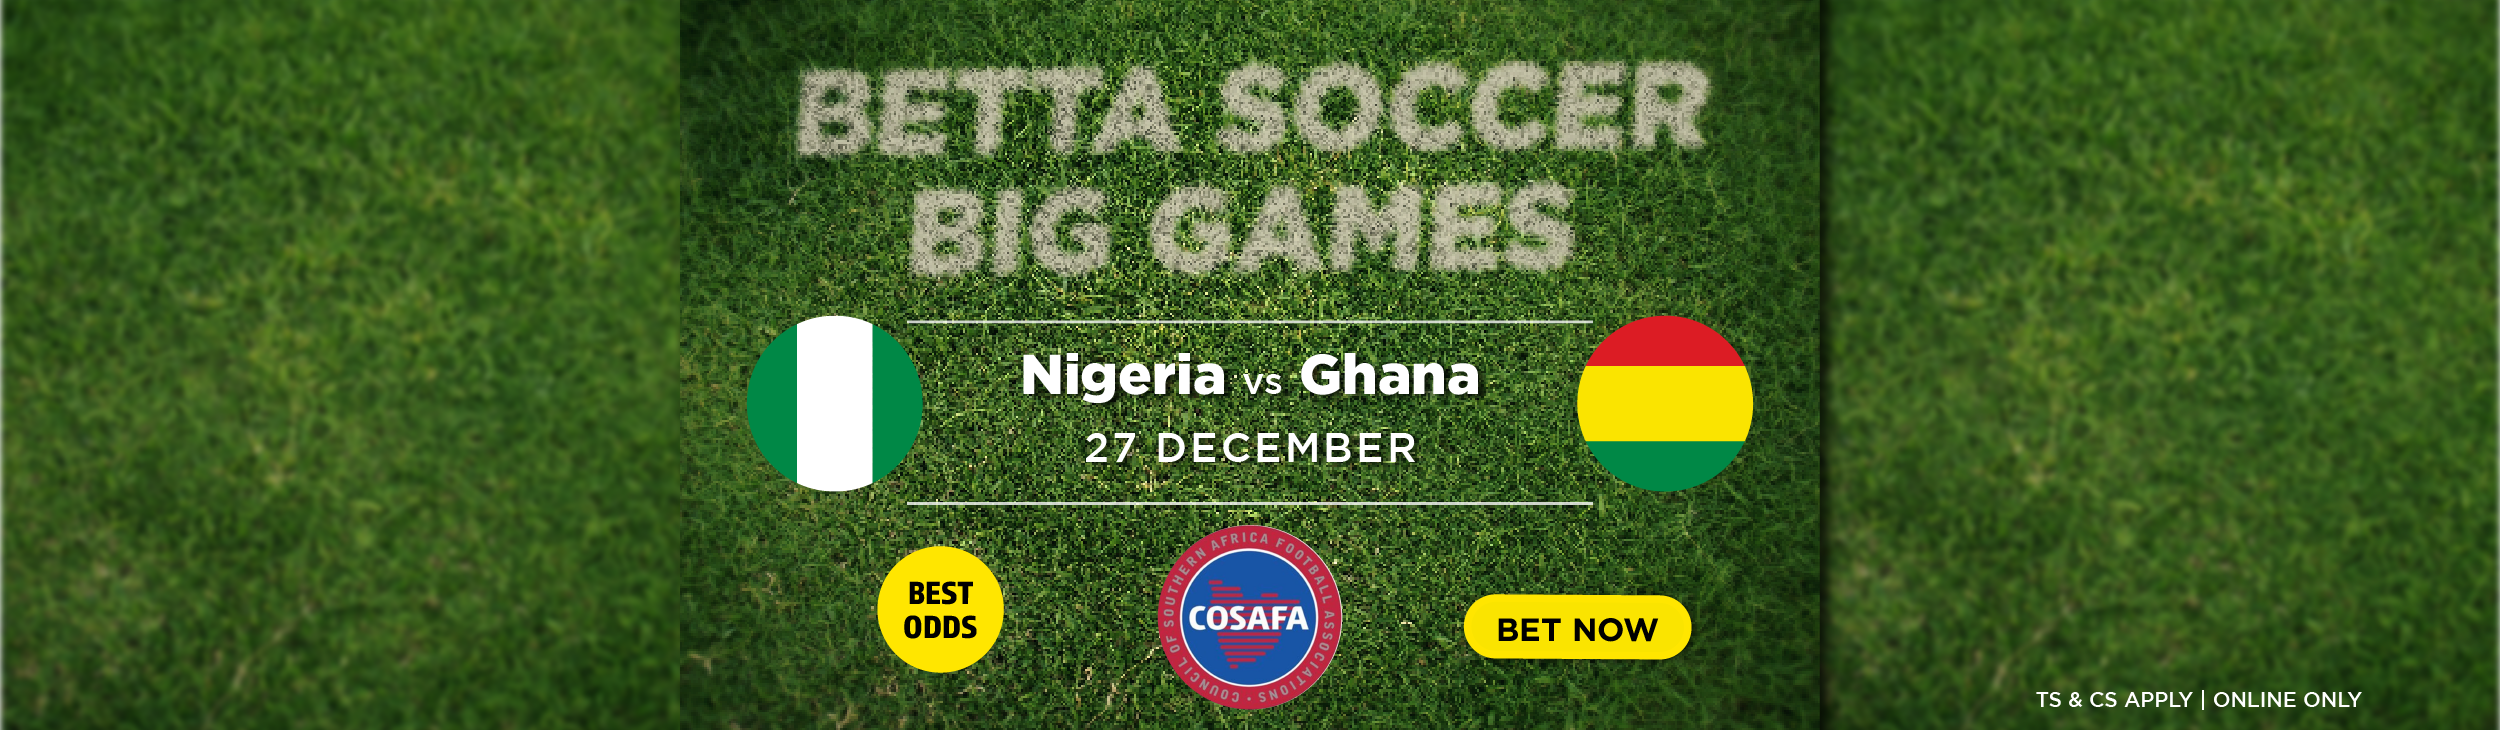 BETTA SOCCER
BIG GAMES
Nigeria vs Ghana
27 DECEMBER
BEST
ODDS
COUNCIL OF SOUTHERN AFRICA FOOTBALL ASSOCIATIONS •
COSAFA
BET NOW
TS & CS APPLY | ONLINE ONLY